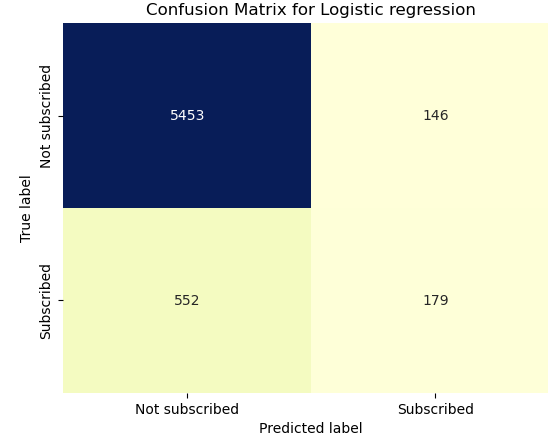 Confusion Matrix for Logistic regression
True label
Not subscribed
5453
146
Subscribed
552
179
Not subscribed
Subscribed
Predicted label